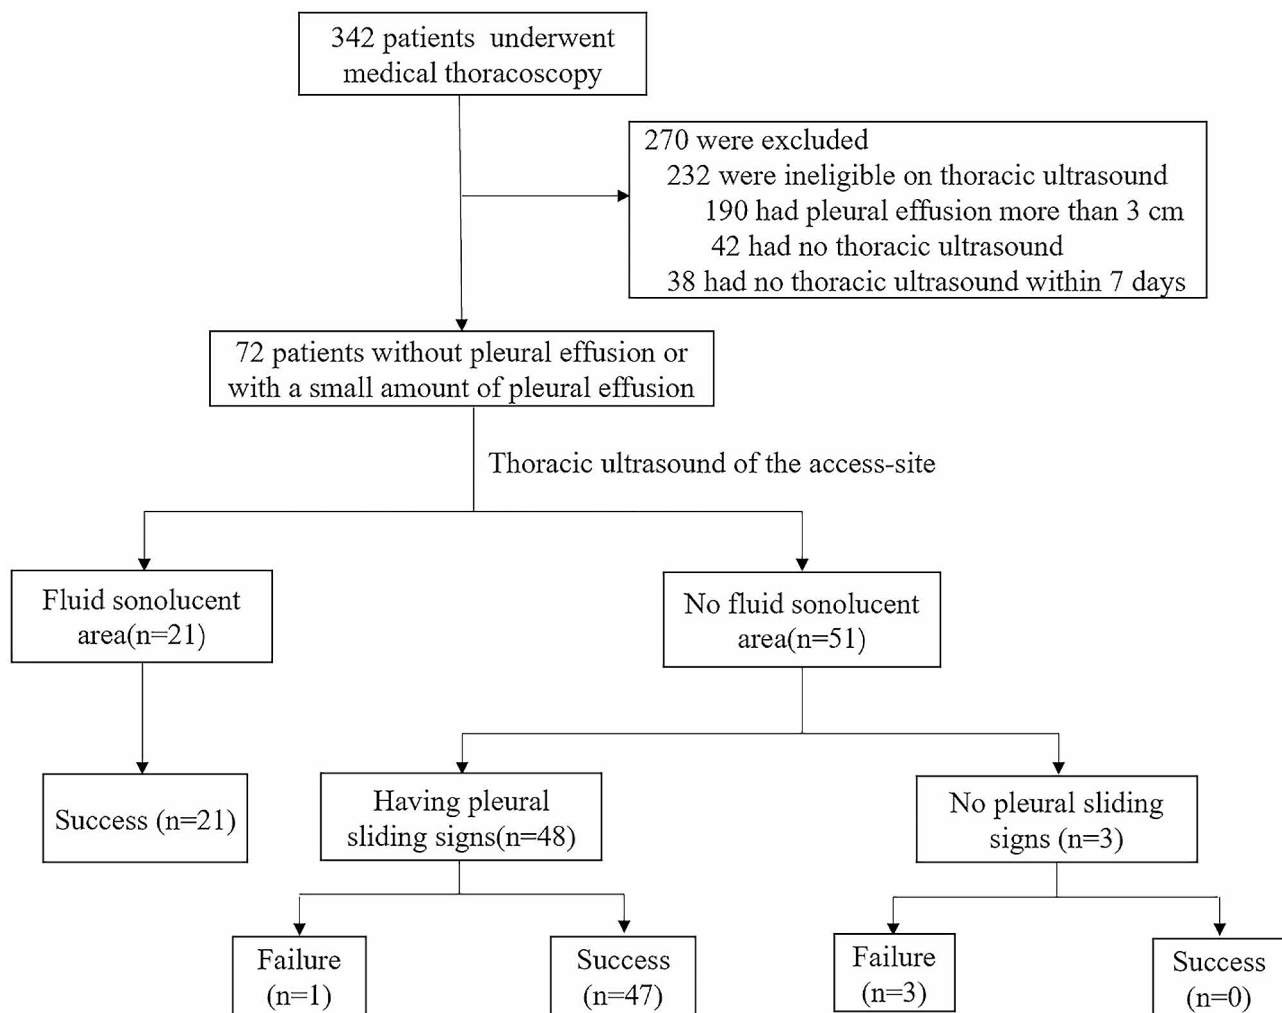 342 patients underwent
medical thoracoscopy
270 were excluded
232 were ineligible on thoracic ultrasound
190 had pleural effusion more than 3 cm
42 had no thoracic ultrasound
38 had no thoracic ultrasound within 7 days
72 patients without pleural effusion or
with a small amount of pleural effusion
Thoracic ultrasound of the access-site
Fluid sonolucent
area(n=21)
No fluid sonolucent
area(n=51)
Success (n=21)
Having pleural
sliding signs(n=48)
No pleural sliding
signs (n=3)
Failure
(n=1)
Success
(n=47)
Failure
(n=3)
Success
(n=0)